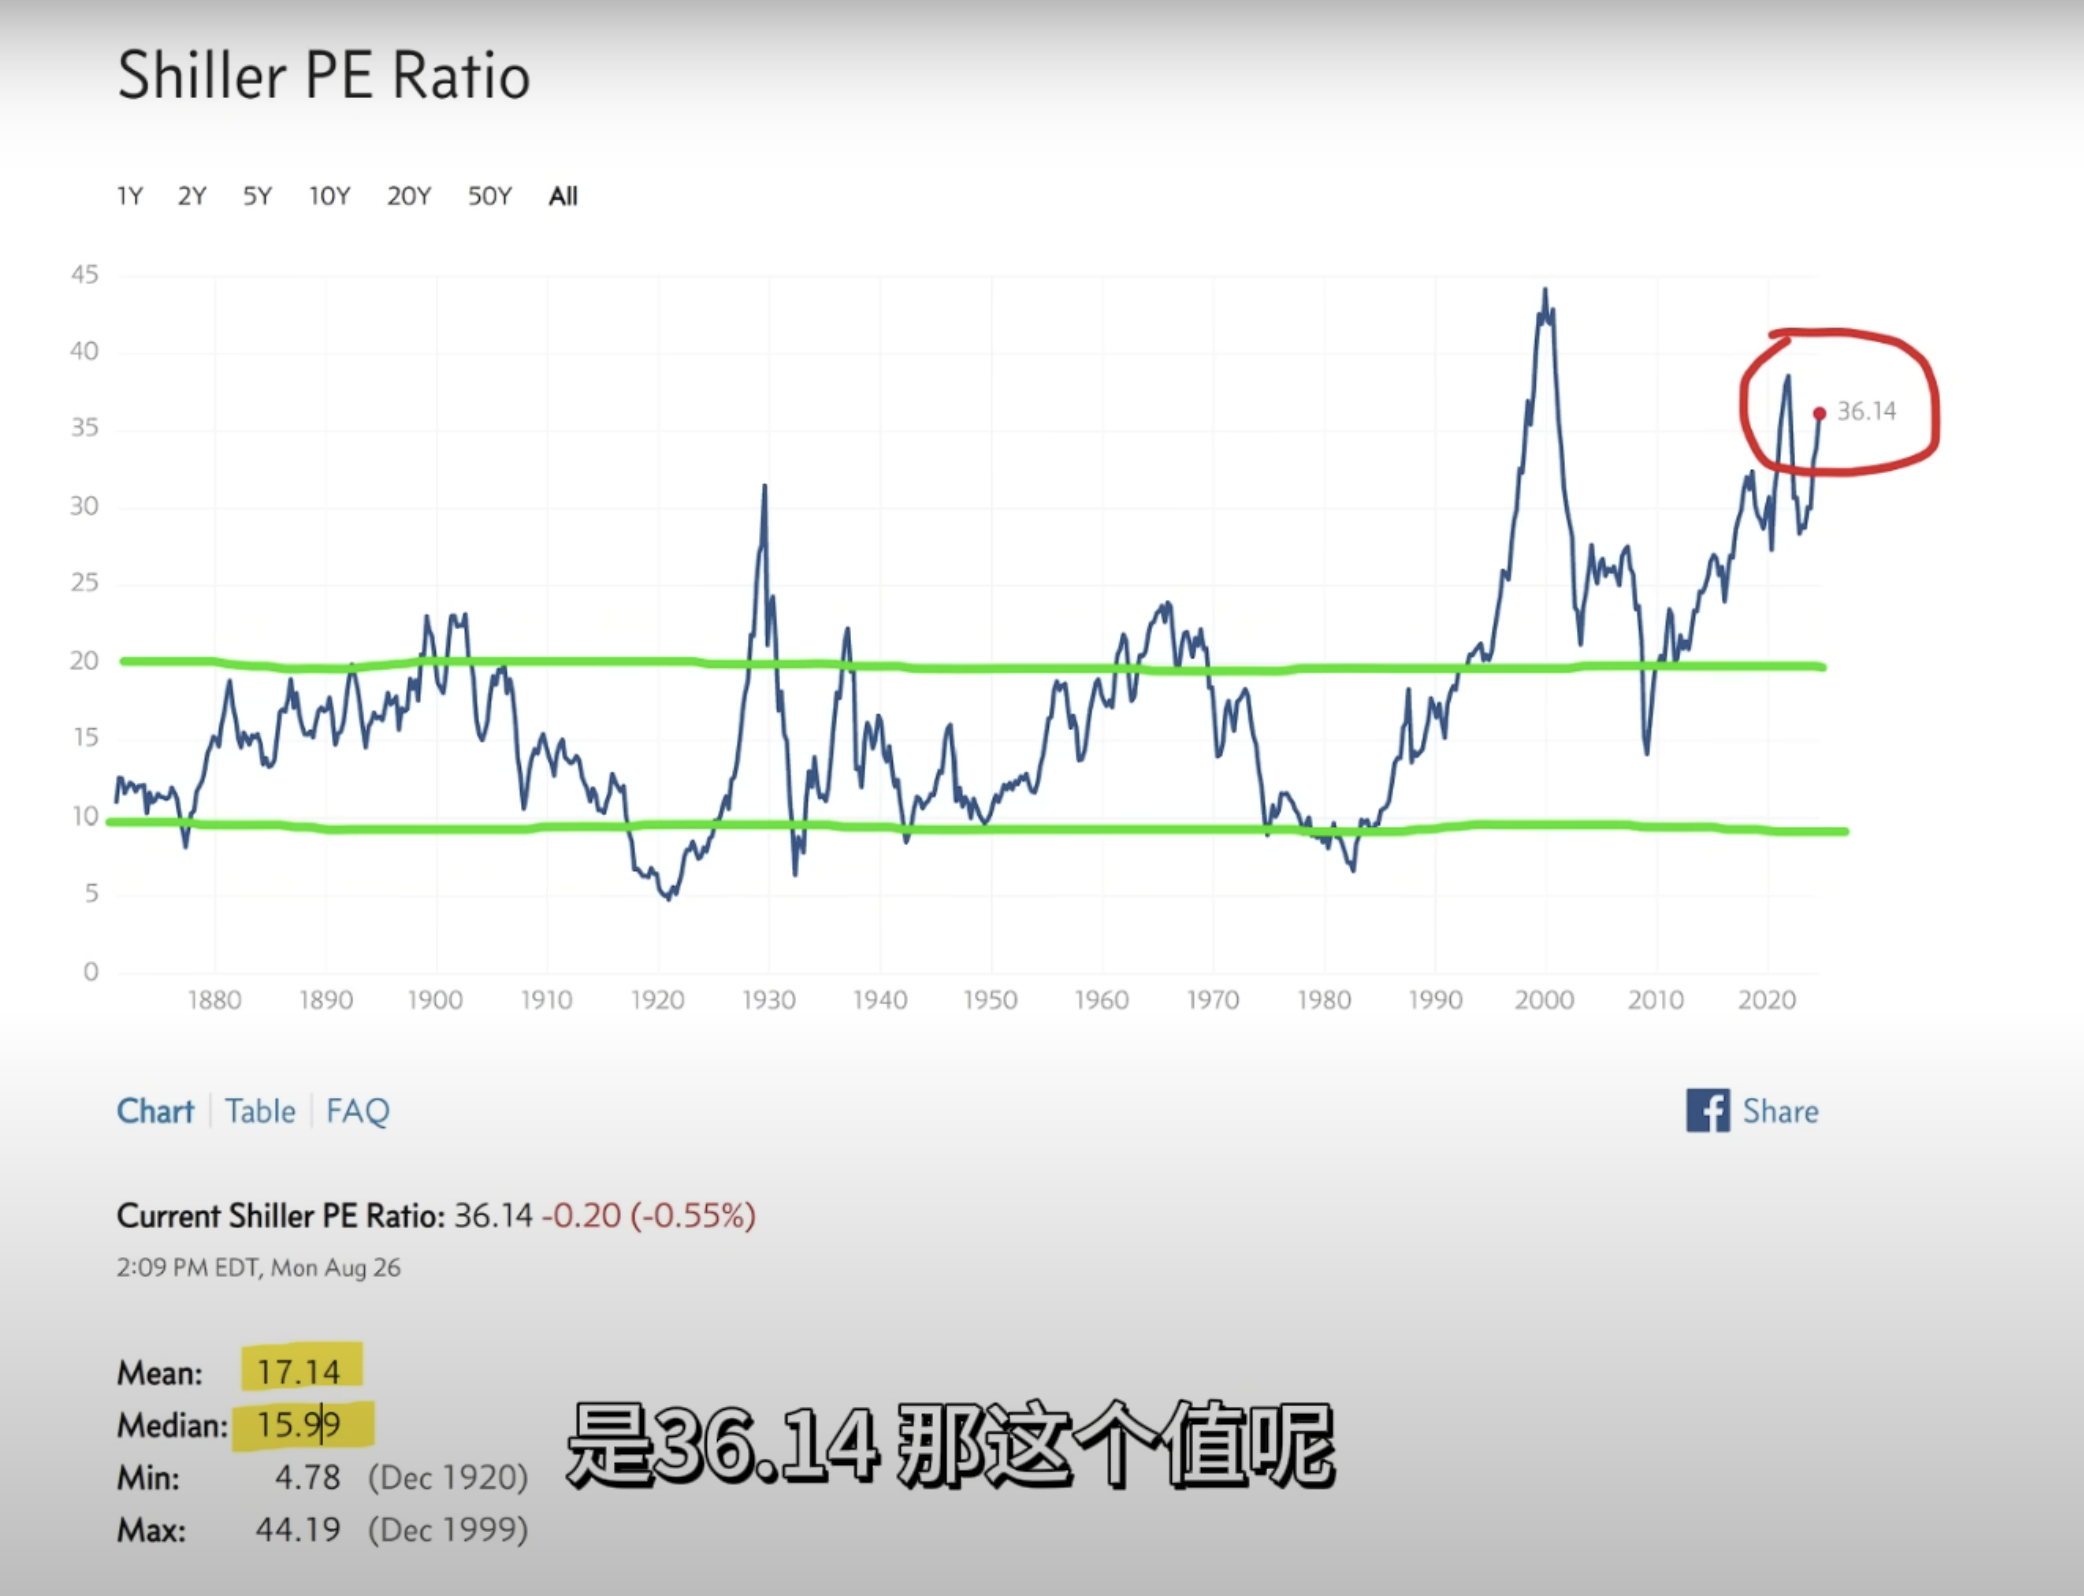 Shiller PE Ratio
1Y 2Y 5Y 10Y 20Y 50Y All
45
40
35
30
25
20
15
10
5
0
36.14
1880 1890 1900 1910 1920 1930 1940 1950 1960 1970 1980 1990 2000 2010 2020
Chart Table FAQ
f Share
Current Shiller PE Ratio: 36.14 -0.20 (-0.55%)
2:09 PM EDT, Mon Aug 26
Mean: 17.14
Median: 15.99
Min: 4.78 (Dec 1920)
Max: 44.19 (Dec 1999)
是36.14 那这个值呢